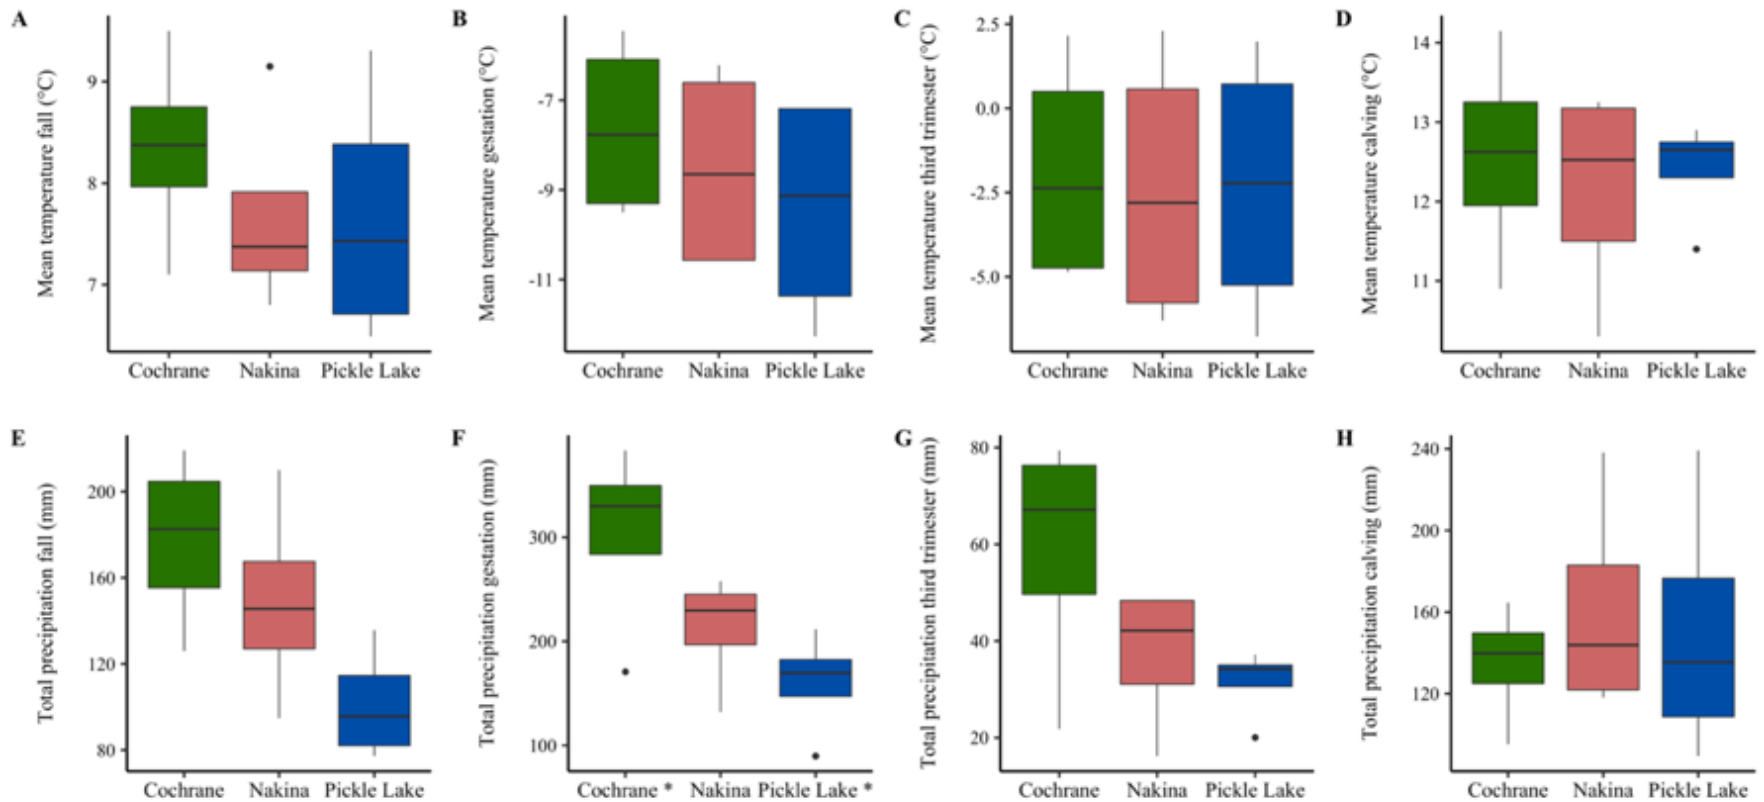 A
Mean temperature fall (°C)
9
8
7
Cochrane Nakina Pickle Lake
B
Mean temperature gestation (°C)
-7
-9
-11
Cochrane Nakina Pickle Lake
C
Mean temperature third trimester (°C)
2.5
0.0
-2.5
-5.0
Cochrane Nakina Pickle Lake
D
Mean temperature calving (°C)
14
13
12
11
Cochrane Nakina Pickle Lake
E
Total precipitation fall (mm)
200
160
120
80
Cochrane Nakina Pickle Lake
F
Total precipitation gestation (mm)
300
200
100
Cochrane * Nakina Pickle Lake *
G
Total precipitation third trimester (mm)
80
60
40
20
Cochrane Nakina Pickle Lake
H
Total precipitation calving (mm)
240
200
160
120
Cochrane Nakina Pickle Lake